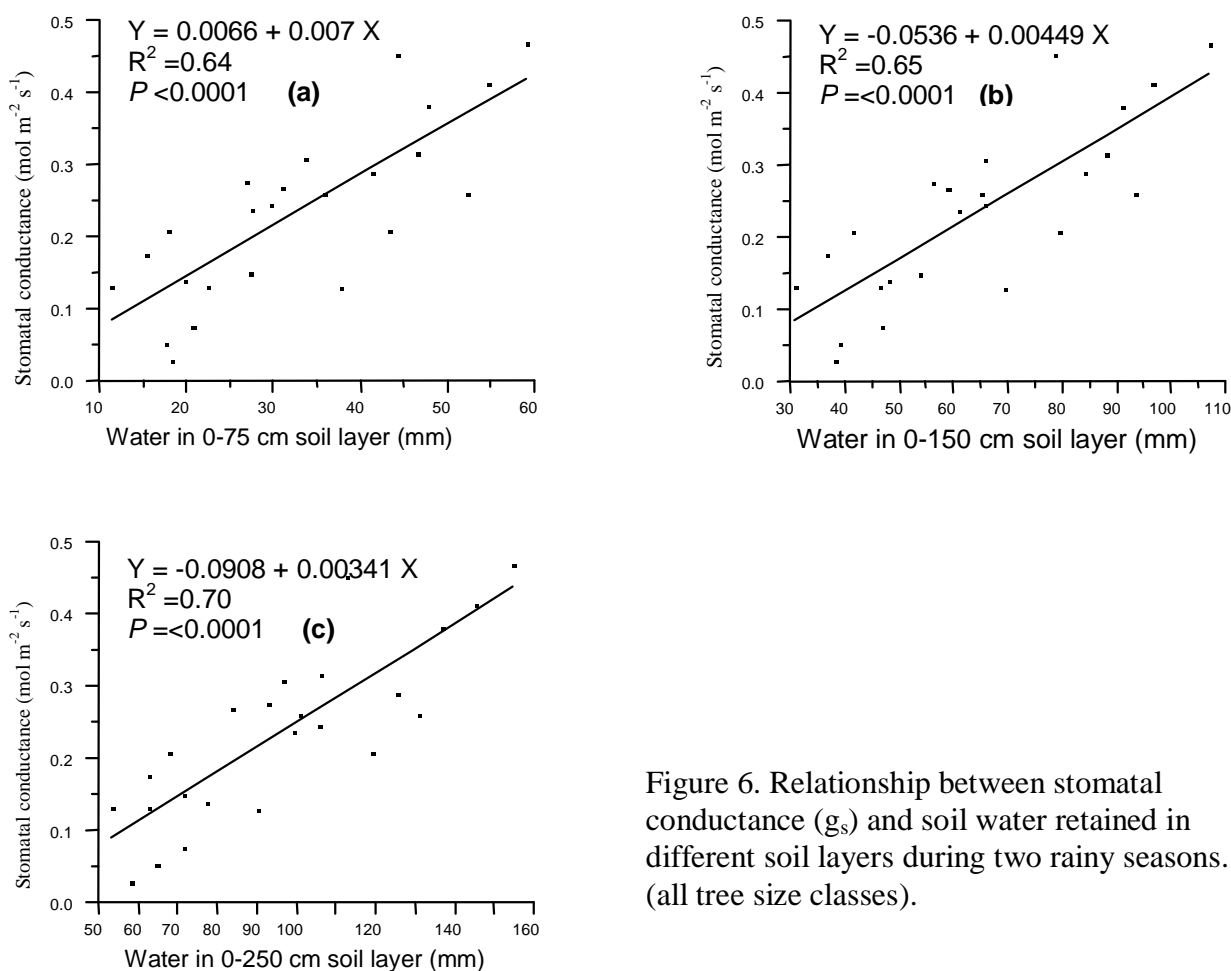 Y = 0.0066 + 0.007 X
R² =0.64
P <0.0001 (a)
Stomatal conductance (mol m⁻² s⁻¹)
0.5
0.4
0.3
0.2
0.1
0.0
10 20 30 40 50 60
Water in 0-75 cm soil layer (mm)
Y = -0.0536 + 0.00449 X
R² =0.65
P =<0.0001 (b)
Stomatal conductance (mol m⁻² s⁻¹)
0.5
0.4
0.3
0.2
0.1
0.0
30 40 50 60 70 80 90 100 110
Water in 0-150 cm soil layer (mm)
Y = -0.0908 + 0.00341 X
R² =0.70
P =<0.0001 (c)
Stomatal conductance (mol m⁻² s⁻¹)
0.5
0.4
0.3
0.2
0.1
0.0
50 60 70 80 90 100 120 140 160
Water in 0-250 cm soil layer (mm)
Figure 6. Relationship between stomatal
conductance (gₛ) and soil water retained in
different soil layers during two rainy seasons.
(all tree size classes).